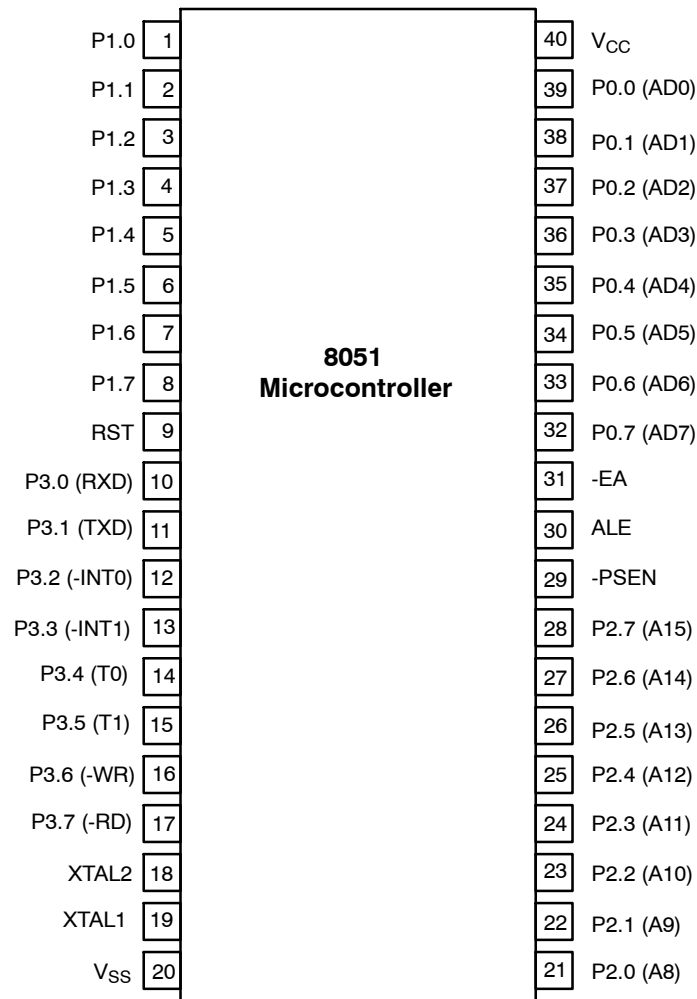 P1.0 1 40 VCC
P1.1 2 39 P0.0 (AD0)
P1.2 3 38 P0.1 (AD1)
P1.3 4 37 P0.2 (AD2)
P1.4 5 36 P0.3 (AD3)
P1.5 6 35 P0.4 (AD4)
P1.6 7 34 P0.5 (AD5)
8051
Microcontroller
P1.7 8 33 P0.6 (AD6)
RST 9 32 P0.7 (AD7)
P3.0 (RXD) 10 31 -EA
P3.1 (TXD) 11 30 ALE
P3.2 (-INT0) 12 29 -PSEN
P3.3 (-INT1) 13 28 P2.7 (A15)
P3.4 (T0) 14 27 P2.6 (A14)
P3.5 (T1) 15 26 P2.5 (A13)
P3.6 (-WR) 16 25 P2.4 (A12)
P3.7 (-RD) 17 24 P2.3 (A11)
XTAL2 18 23 P2.2 (A10)
XTAL1 19 22 P2.1 (A9)
VSS 20 21 P2.0 (A8)